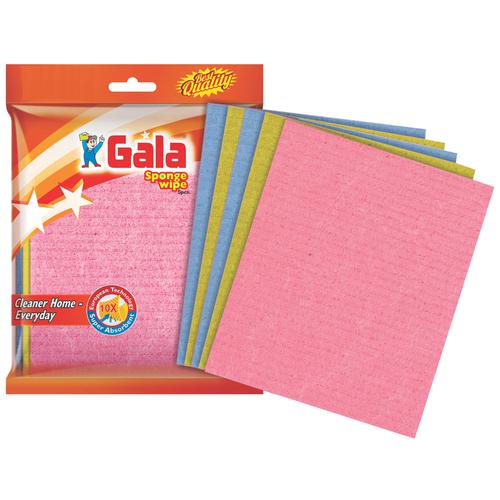 Best
Quality
Gala
Sponge
wipe
Cleaner Home -
Everyday
European Technology
10X
Super Absorbent